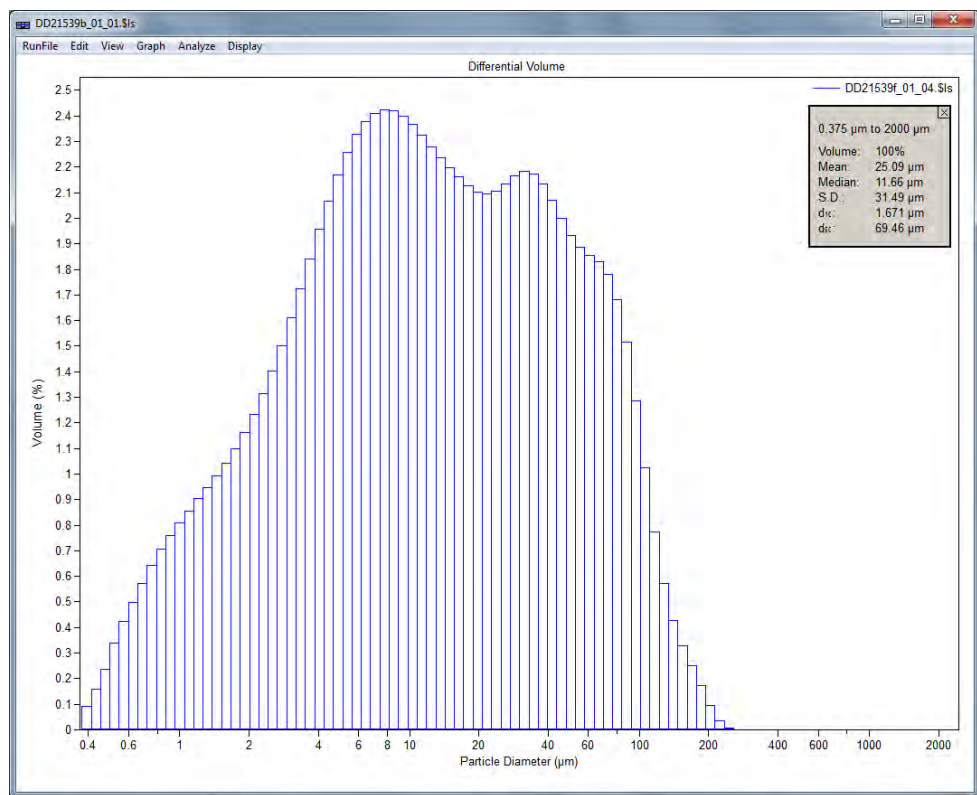 DD21539b_01_01.$ls
RunFile Edit View Graph Analyze Display
Differential Volume
DD21539f_01_04.$ls
0.375 µm to 2000 µm
Volume: 100%
Mean: 25.09 µm
Median: 11.66 µm
S.D.: 31.49 µm
1.671 µm
69.46 µm
2.5
2.4
2.3
2.2
2.1
2
1.9
1.8
1.7
1.6
1.5
1.4
1.3
1.2
1.1
1
0.9
0.8
0.7
0.6
0.5
0.4
0.3
0.2
0.1
0
Volume (%)
0.4 0.6 1 2 4 6 8 10 20 40 60 100 200 400 600 1000 2000
Particle Diameter (µm)